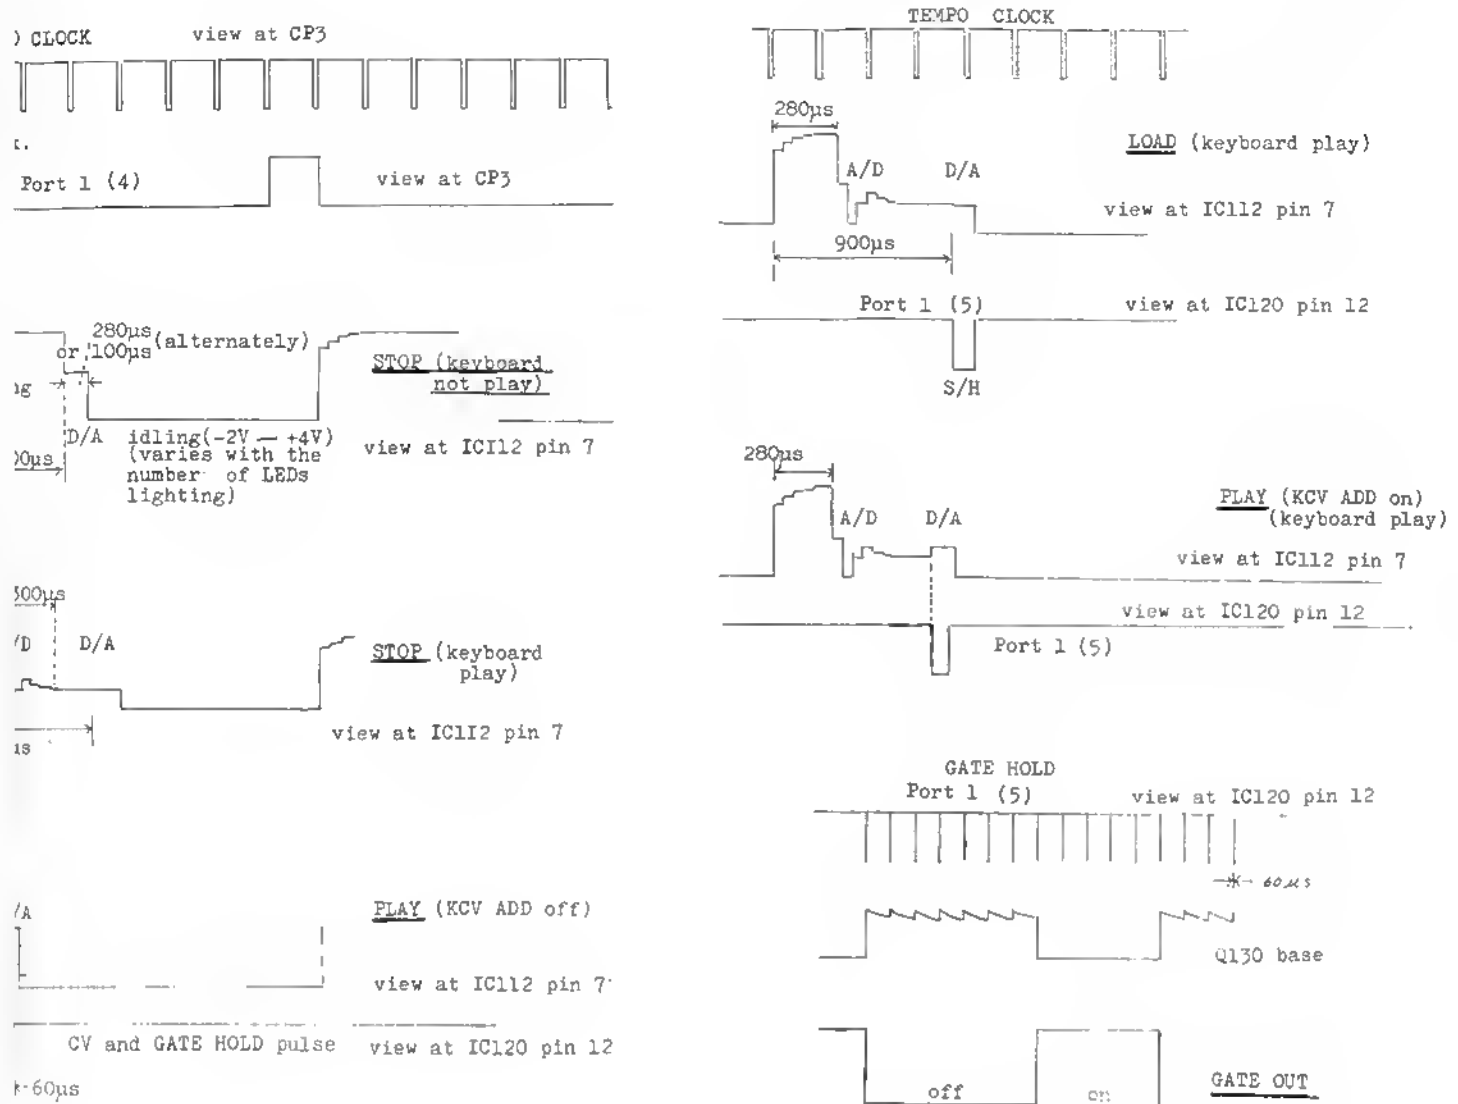 ) CLOCK
view at CP3
Port 1 (4)
view at CP3
280µs
or 100µs (alternately)
STOP (keyboard
not play)
D/A
idling(-2V — +4V)
(varies with the
number of LEDs
lighting)
view at IC112 pin 7
00µs
300µs
/D
D/A
STOP (keyboard
play)
view at IC112 pin 7
µs
/A
PLAY (KCV ADD off)
view at IC112 pin 7
CV and GATE HOLD pulse
view at IC120 pin 12
60µs
TEMPO CLOCK
280µs
LOAD (keyboard play)
A/D
D/A
view at IC112 pin 7
900µs
Port 1 (5)
view at IC120 pin 12
S/H
280µs
PLAY (KCV ADD on)
(keyboard play)
A/D
D/A
view at IC112 pin 7
view at IC120 pin 12
Port 1 (5)
GATE HOLD
Port 1 (5)
view at IC120 pin 12
60µs
Q130 base
off
on
GATE OUT